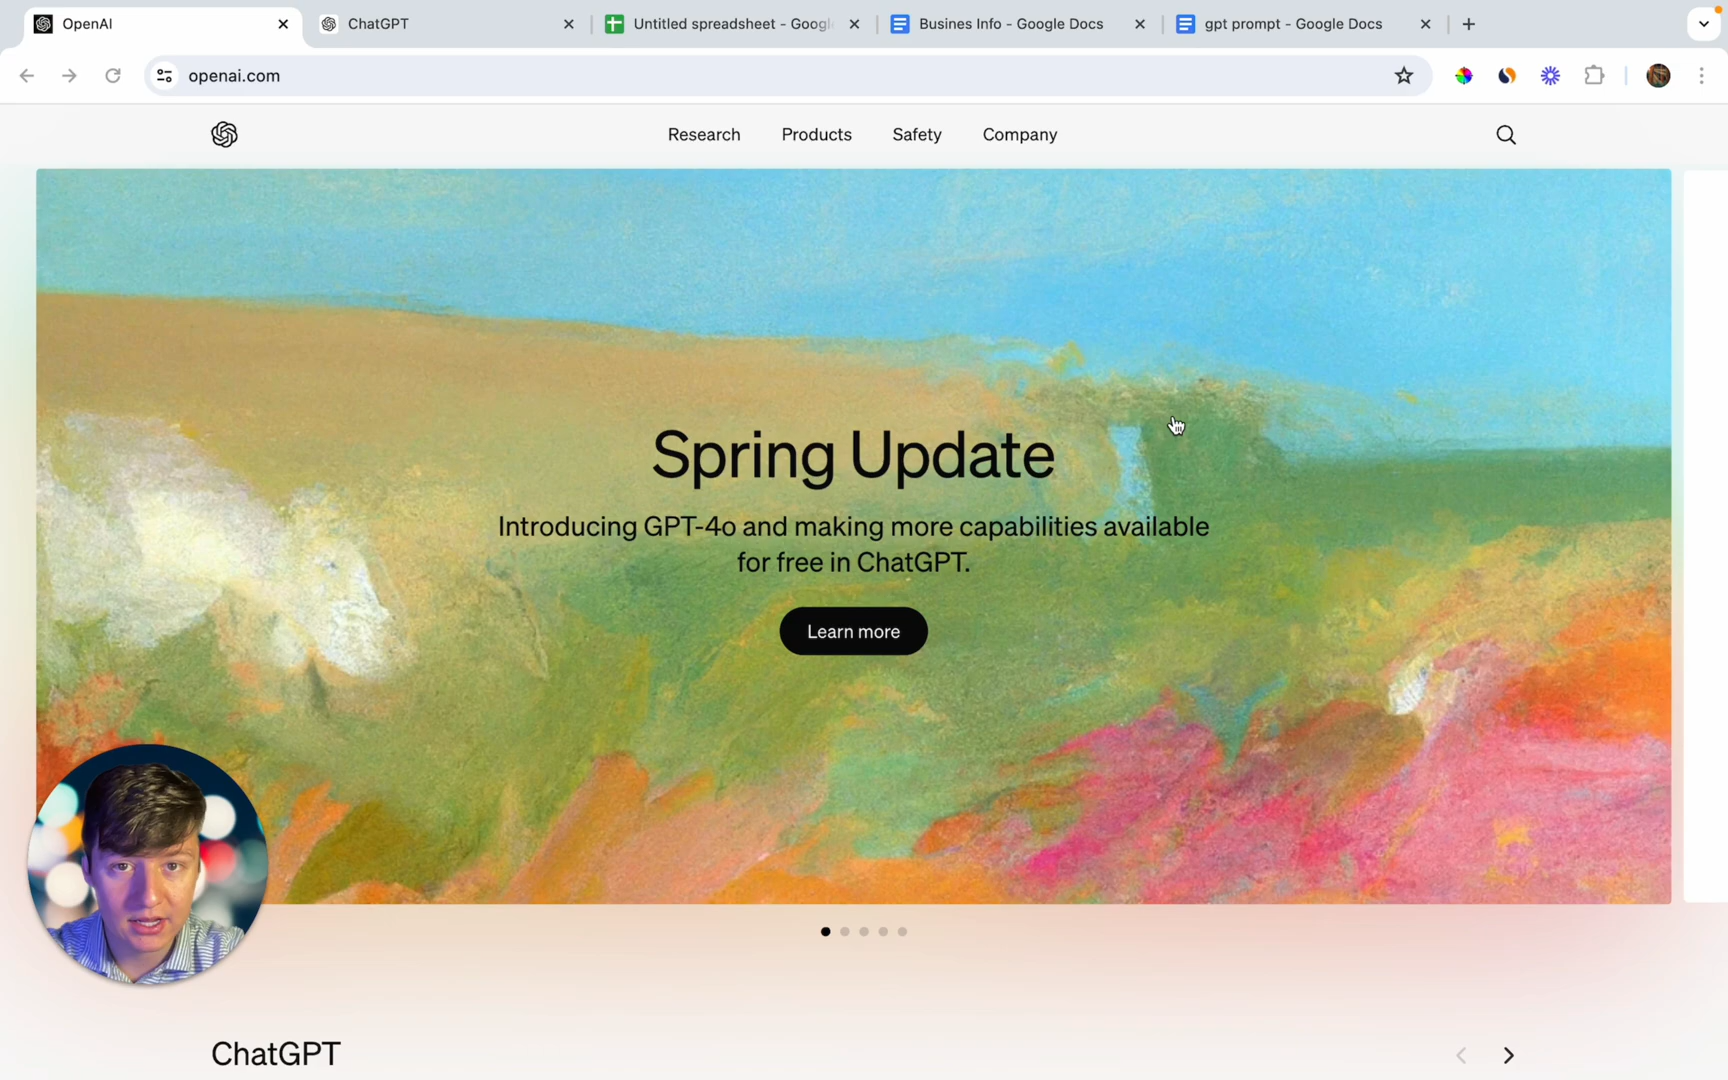 OpenAI
ChatGPT
Untitled spreadsheet - Googl
Busines Info - Google Docs
gpt prompt - Google Docs
openai.com
Research
Products
Safety
Company
Spring Update
Introducing GPT-4o and making more capabilities available
for free in ChatGPT.
Learn more
ChatGPT